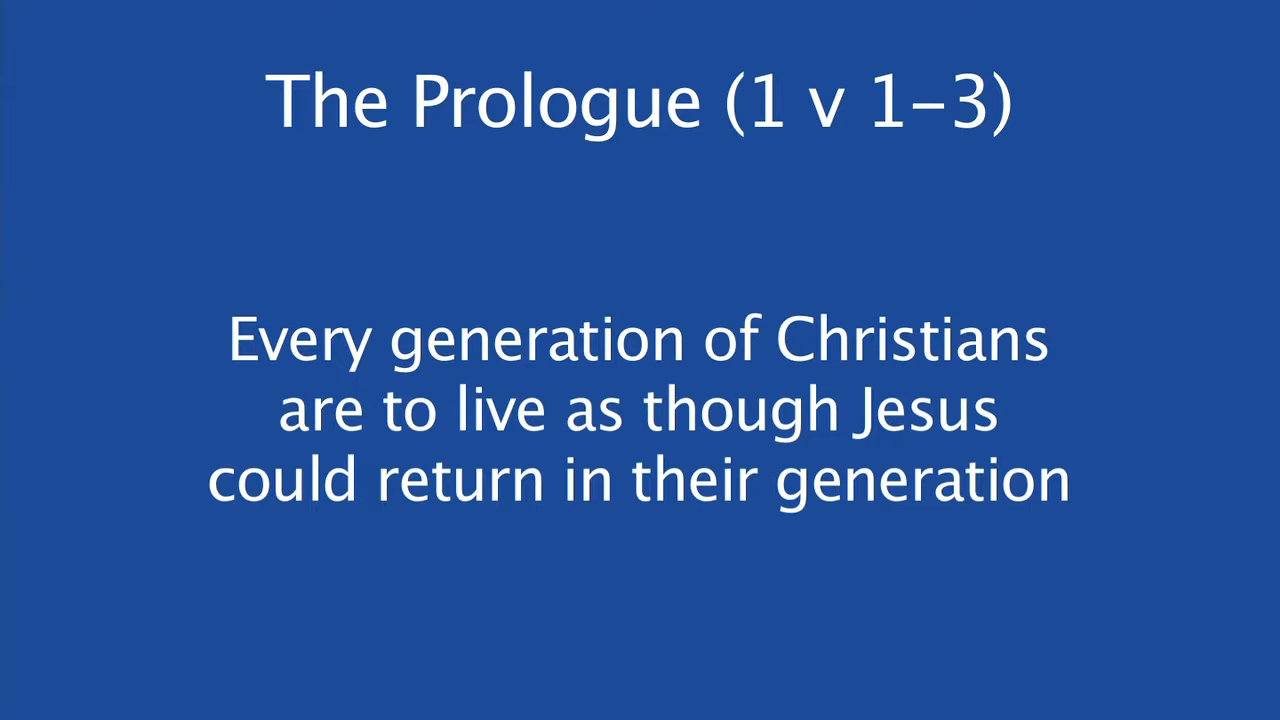 The Prologue (1 v 1–3)
Every generation of Christians
are to live as though Jesus
could return in their generation